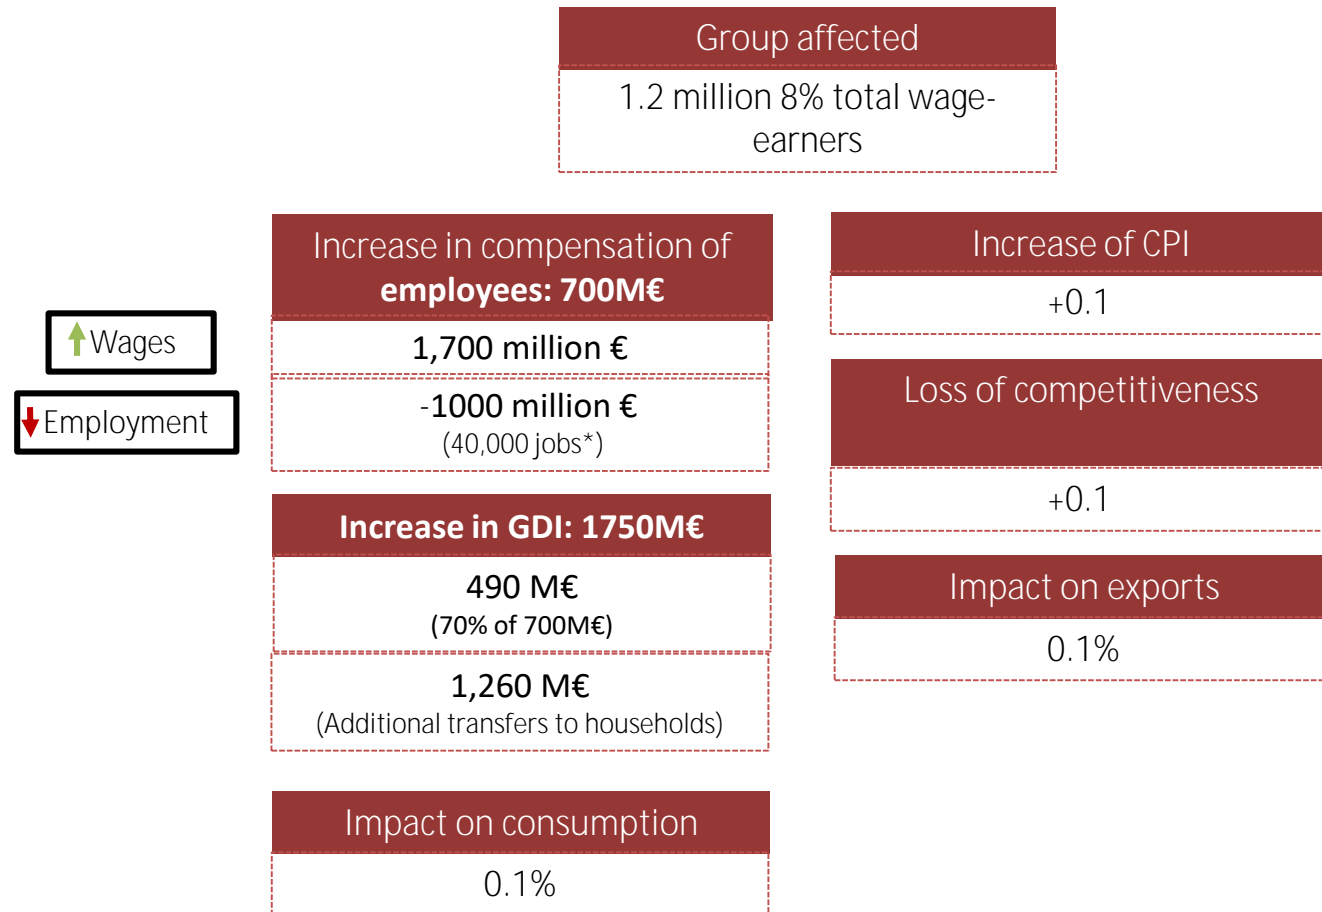 Group affected
1.2 million 8% total wage-
earners
Increase in compensation of
employees: 700M€
Wages
1,700 million €
Employment
-1000 million €
(40,000 jobs*)
Increase in GDI: 1750M€
490 M€
(70% of 700M€)
1,260 M€
(Additional transfers to households)
Impact on consumption
0.1%
Increase of CPI
+0.1
Loss of competitiveness
+0.1
Impact on exports
0.1%